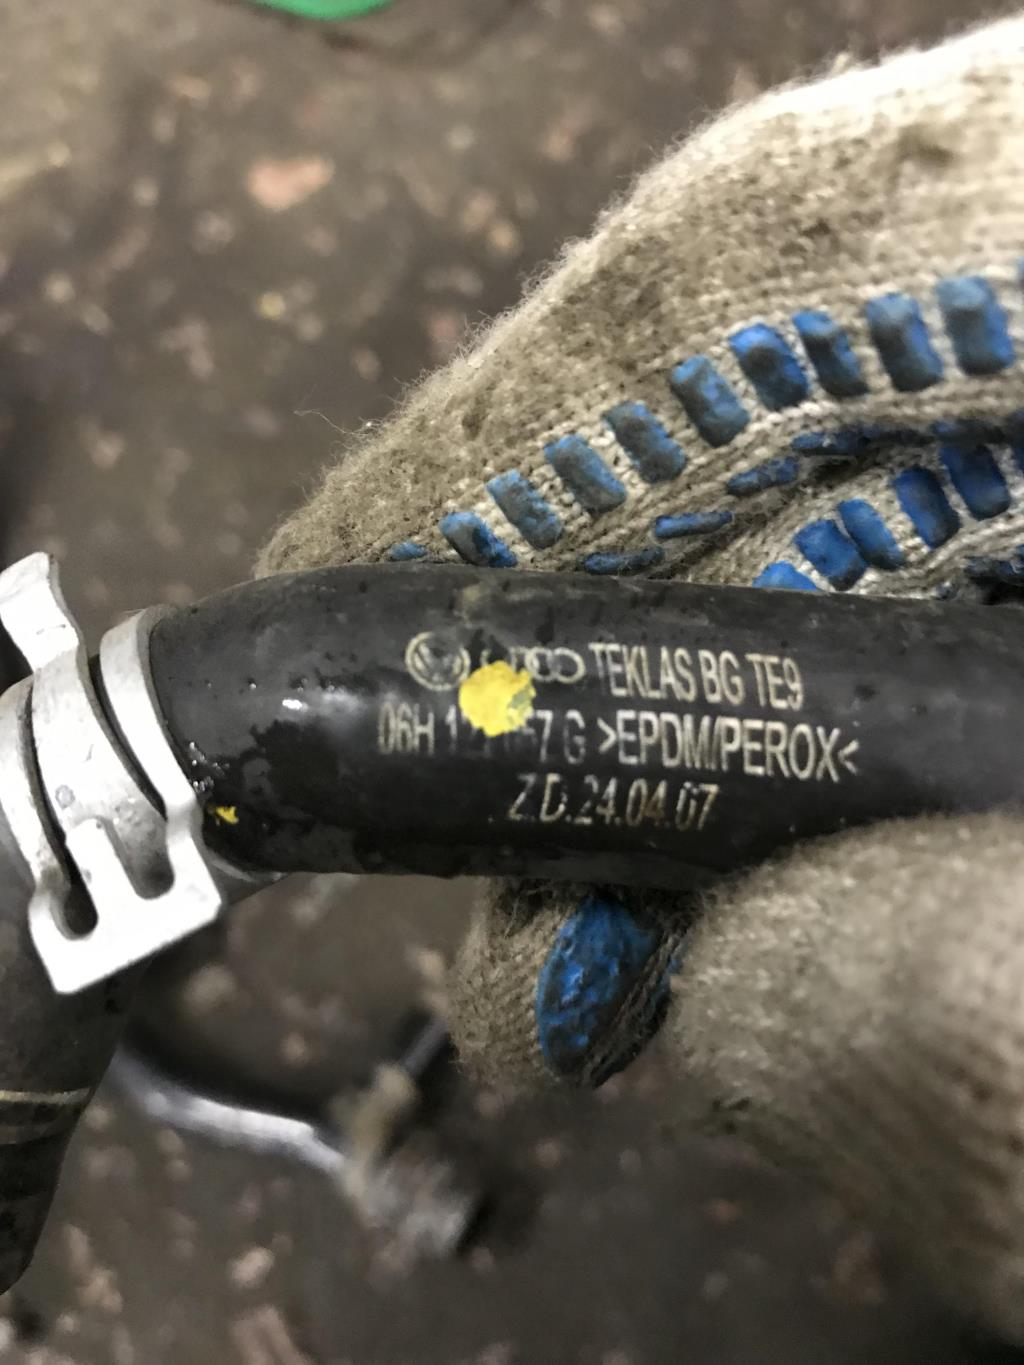 TEKLAS BG TE9
06H G >EPDM/PEROX<
Z.D.24.04.07